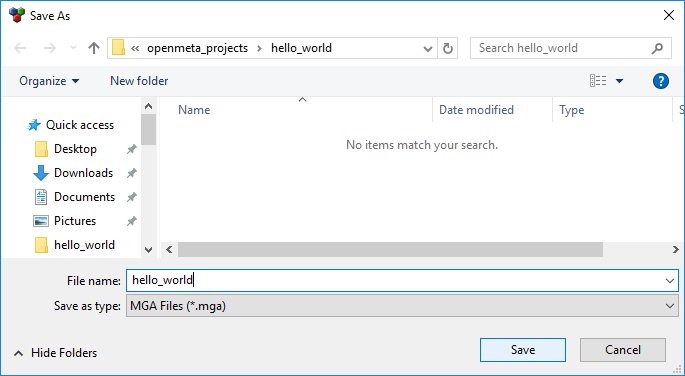 Save As
« openmeta_projects > hello_world
Search hello_world
Organize New folder
?
Name Date modified Type S
No items match your search.
Quick access
Desktop
Downloads
Documents
Pictures
hello_world
File name: hello_world
Save as type: MGA Files (*.mga)
Hide Folders Save Cancel